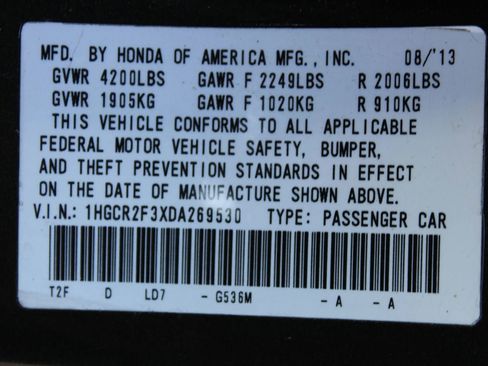 MFD. BY HONDA OF AMERICA MFG., INC. 08/'13
GVWR 4200LBS GAWR F 2249LBS R 2006LBS
GVWR 1905KG GAWR F 1020KG R 910KG
THIS VEHICLE CONFORMS TO ALL APPLICABLE
FEDERAL MOTOR VEHICLE SAFETY, BUMPER,
AND THEFT PREVENTION STANDARDS IN EFFECT
ON THE DATE OF MANUFACTURE SHOWN ABOVE.
V.I.N.: 1HGCR2F3XDA269530 TYPE: PASSENGER CAR
T2F D LD7 - G536M - A - A